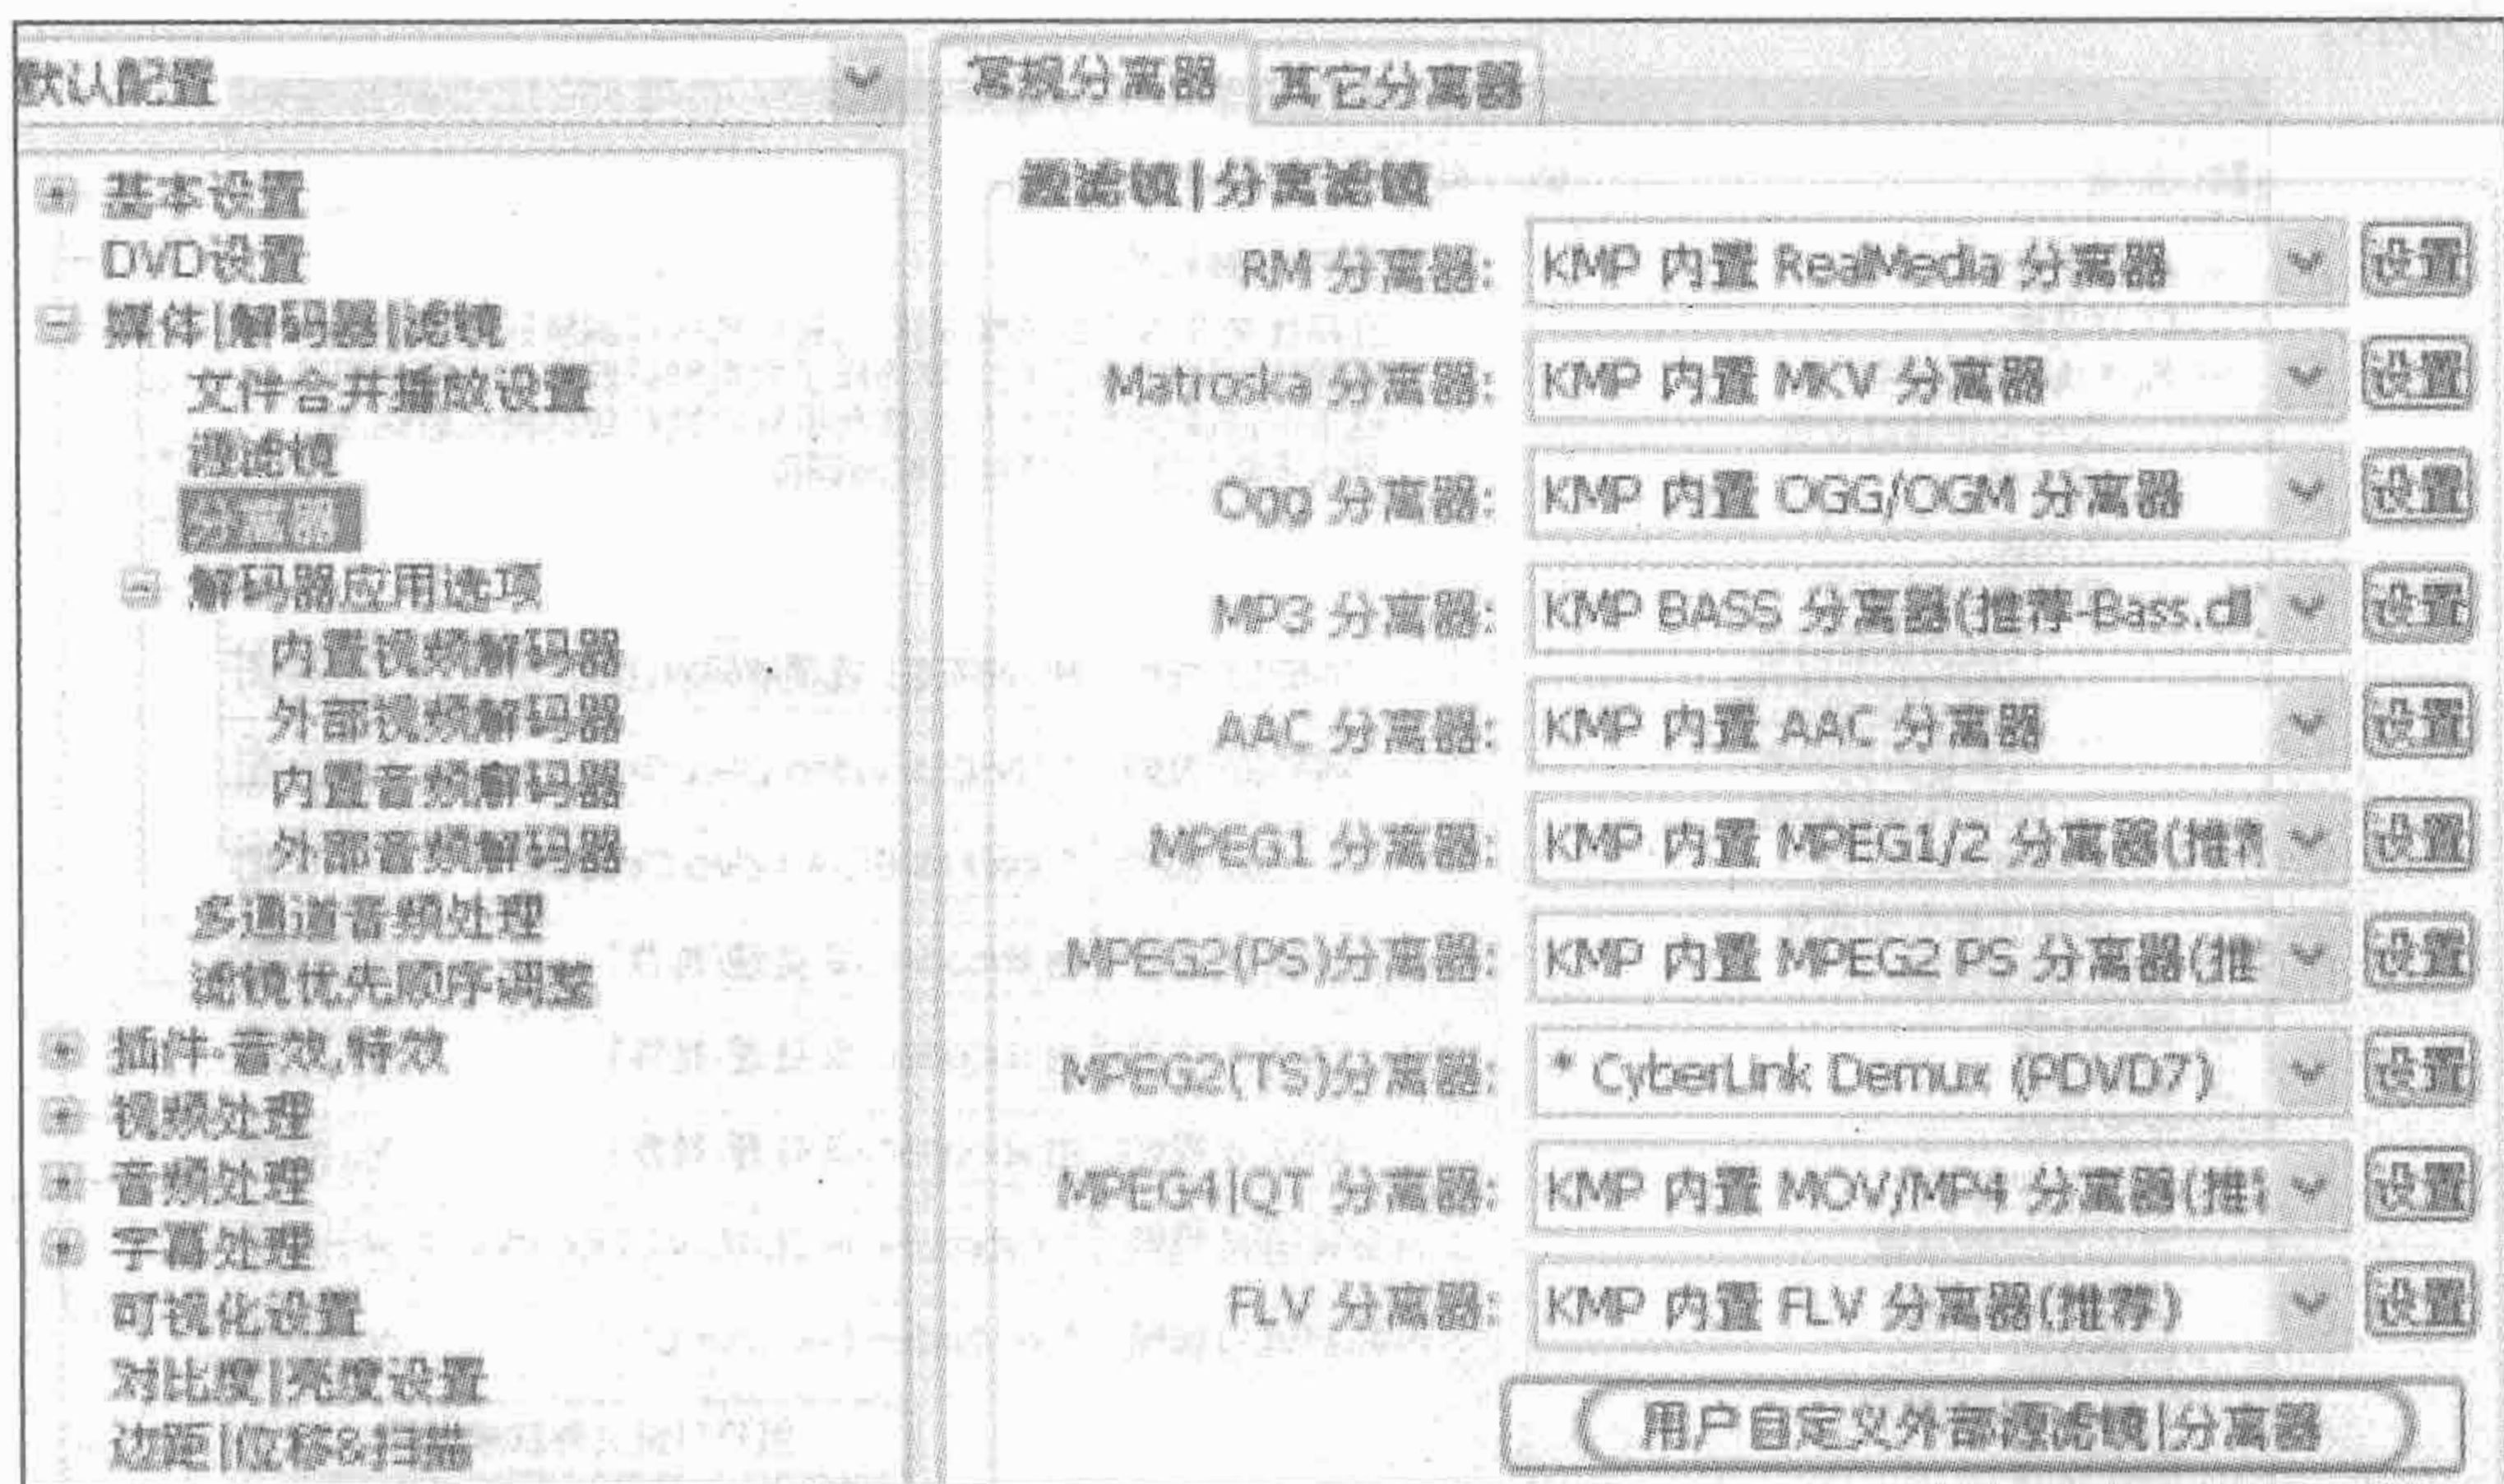 默认配置
基本设置
DVD设置
媒体|解码器|滤镜
文件合并播放设置
源滤镜
分离器
解码器应用选项
内置视频解码器
外部视频解码器
内置音频解码器
外部音频解码器
多通道音频处理
滤镜优先顺序调整
插件-音效,特效
视频处理
音频处理
字幕处理
可视化设置
对比度|亮度设置
边距|位移&扫描
常规分离器 其它分离器
源滤镜|分离滤镜
RM 分离器: KMP 内置 RealMedia 分离器 设置
Matroska 分离器: KMP 内置 MKV 分离器 设置
Ogg 分离器: KMP 内置 OGG/OGM 分离器 设置
MP3 分离器: KMP BASS 分离器(推荐-Bass.dll 设置
AAC 分离器: KMP 内置 AAC 分离器 设置
MPEG1 分离器: KMP 内置 MPEG1/2 分离器(推 设置
MPEG2(PS)分离器: KMP 内置 MPEG2 PS 分离器(推 设置
MPEG2(TS)分离器: * CyberLink Demux (PDVD7) 设置
MPEG4|QT 分离器: KMP 内置 MOV/MP4 分离器(推 设置
FLV 分离器: KMP 内置 FLV 分离器(推荐) 设置
用户自定义外部源滤镜|分离器